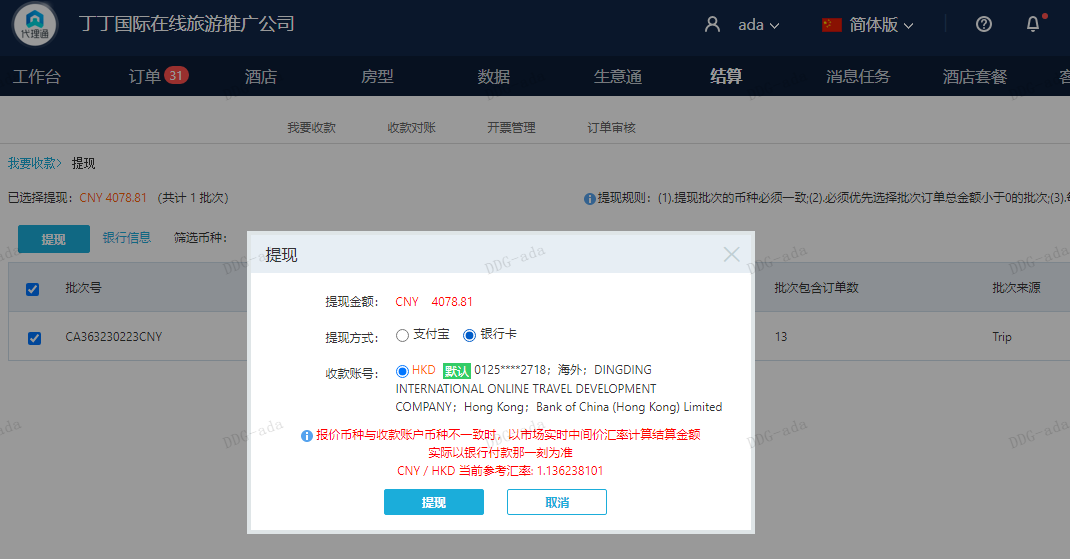 代理通
丁丁国际在线旅游推广公司
ada
简体版
工作台
订单 31
酒店
房型
数据
生意通
结算
消息任务
酒店套餐
我要收款
收款对账
开票管理
订单审核
我要收款> 提现
已选择提现: CNY 4078.81 (共计 1 批次)
提现规则: (1).提现批次的币种必须一致;(2).必须优先选择批次订单总金额小于0的批次;(3).
提现
银行信息
筛选币种:
批次号
批次包含订单数
批次来源
CA363230223CNY
13
Trip
提现
提现金额: CNY 4078.81
提现方式: 支付宝 银行卡
收款账号: HKD 默认 0125****2718; 海外; DINGDING
INTERNATIONAL ONLINE TRAVEL DEVELOPMENT
COMPANY; Hong Kong; Bank of China (Hong Kong) Limited
报价币种与收款账户币种不一致时，以市场实时中间价汇率计算结算金额
实际以银行付款那一刻为准
CNY / HKD 当前参考汇率: 1.136238101
提现
取消
DDG-ada
DDG-ada
DDG-ada
DDG-ada
DDG-ada
DDG-ada